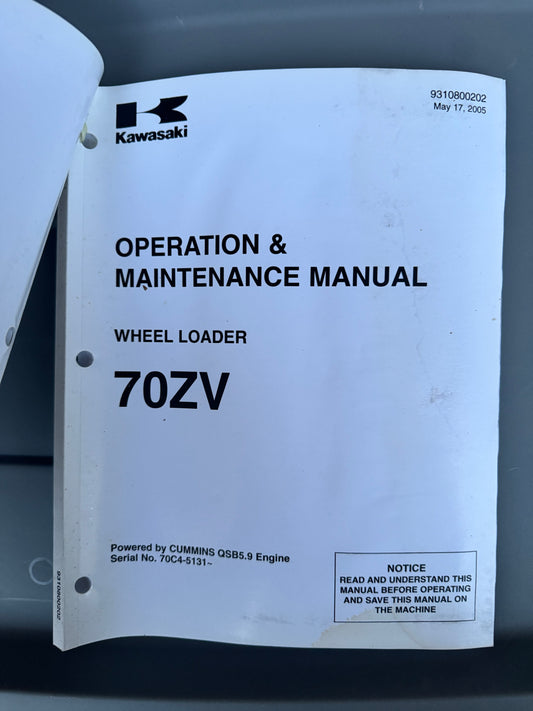 9310800202
May 17, 2005
Kawasaki
OPERATION &
MAINTENANCE MANUAL
WHEEL LOADER
70ZV
Powered by CUMMINS QSB5.9 Engine
Serial No. 70C4-5131~
NOTICE
READ AND UNDERSTAND THIS
MANUAL BEFORE OPERATING
AND SAVE THIS MANUAL ON
THE MACHINE
9310800202